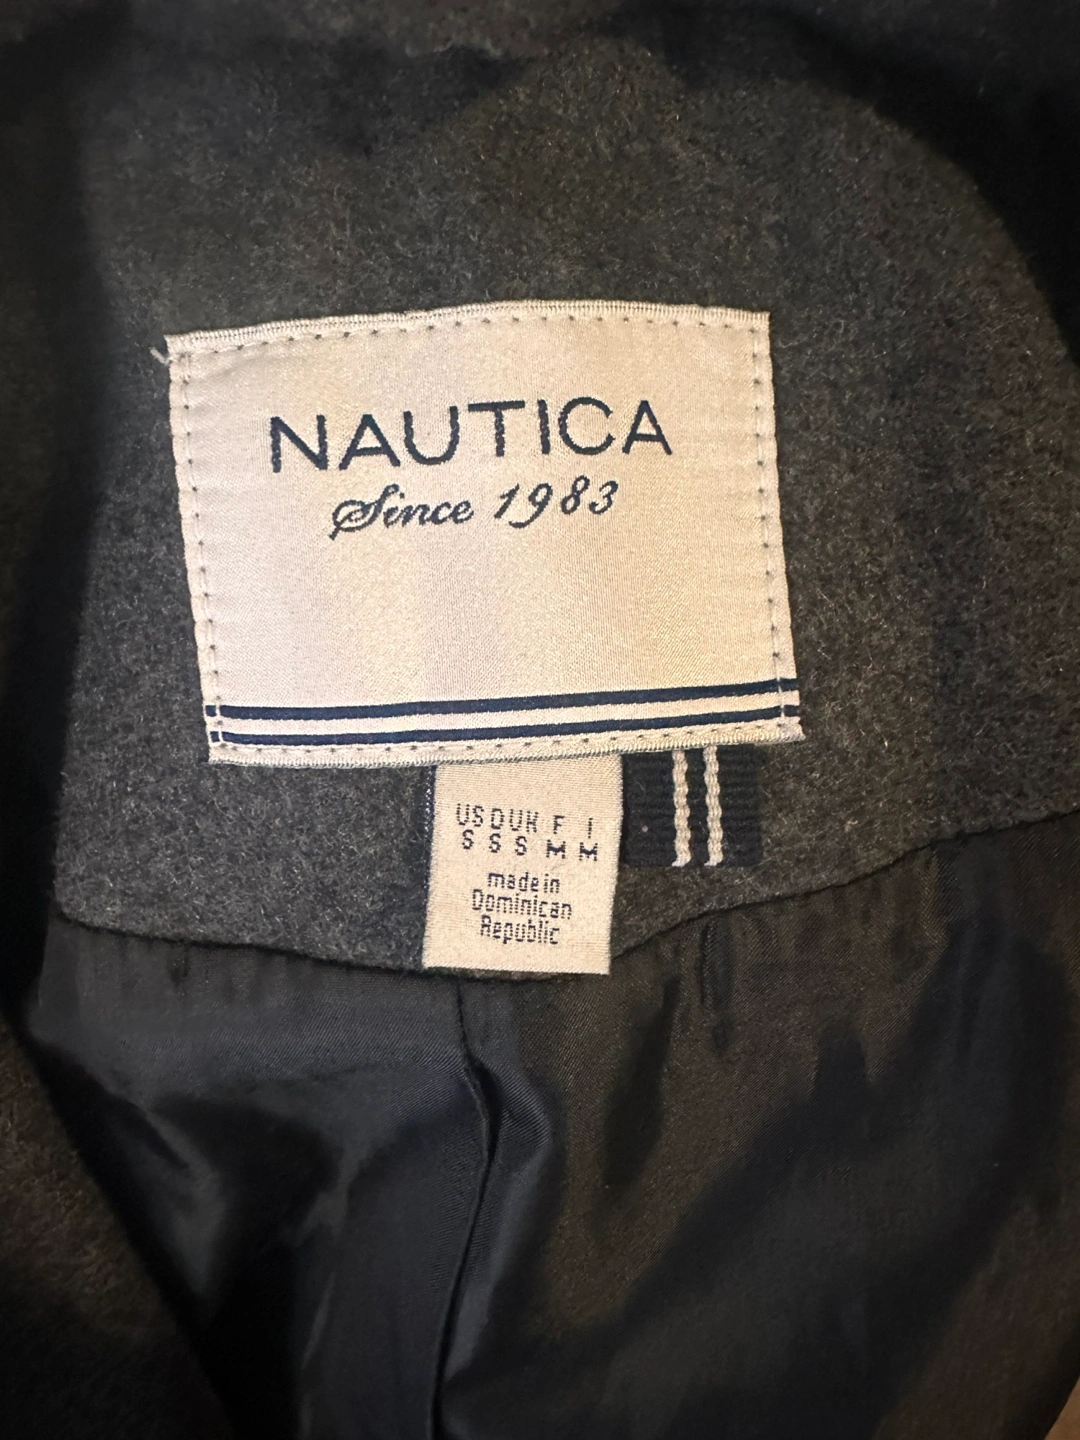 NAUTICA
Since 1983
US D UK F I
S S S M M
made in
Dominican
Republic